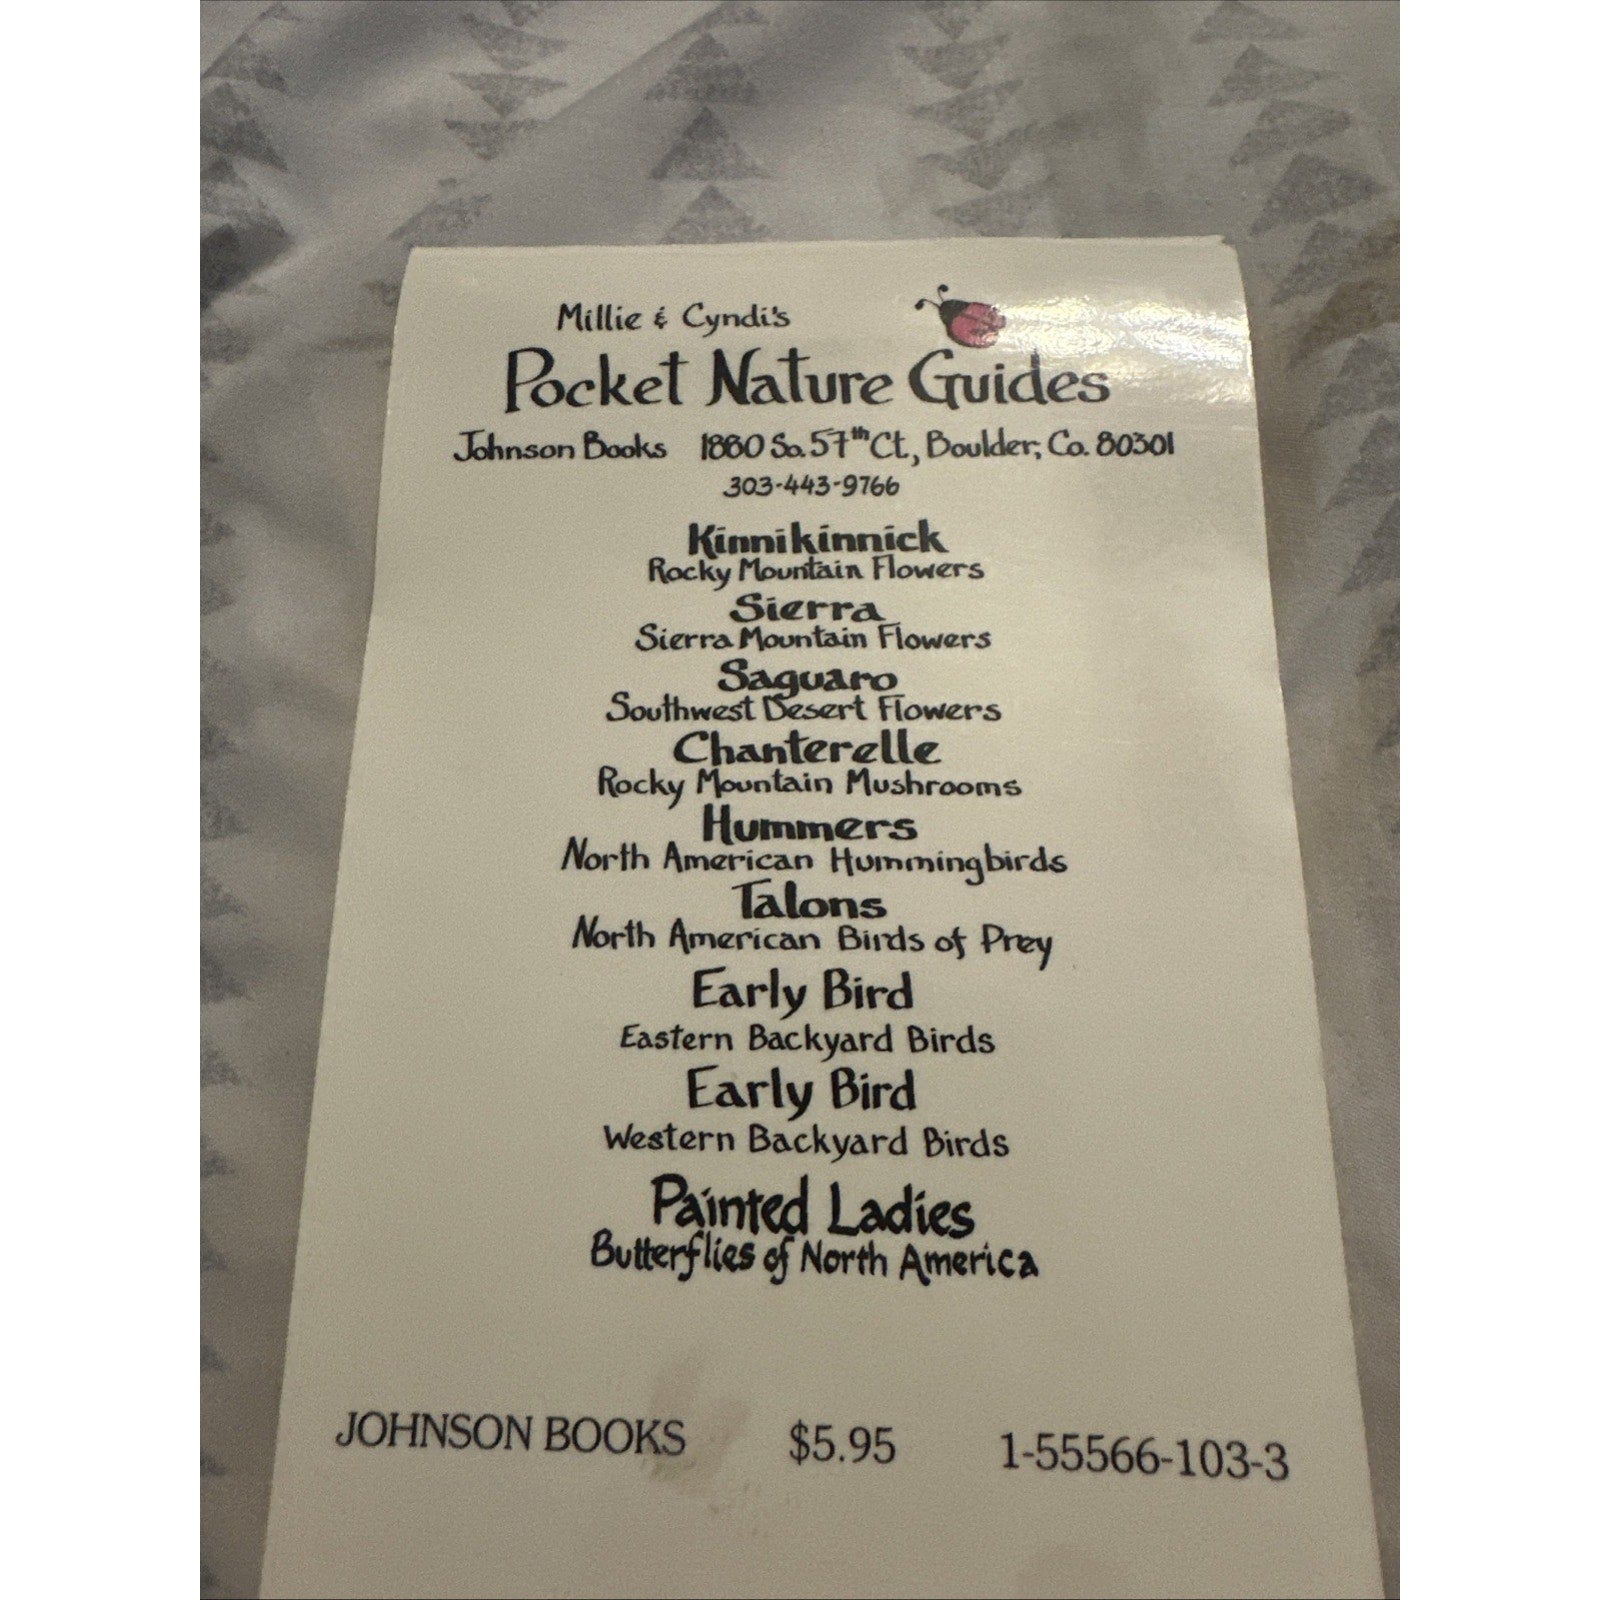 Millie & Cyndi's
Pocket Nature Guides
Johnson Books 1880 So. 57th Ct., Boulder, Co. 80301
303-443-9766
Kinnikinnick
Rocky Mountain Flowers
Sierra
Sierra Mountain Flowers
Saguaro
Southwest Desert Flowers
Chanterelle
Rocky Mountain Mushrooms
Hummers
North American Hummingbirds
Talons
North American Birds of Prey
Early Bird
Eastern Backyard Birds
Early Bird
Western Backyard Birds
Painted Ladies
Butterflies of North America
JOHNSON BOOKS $5.95 1-55566-103-3